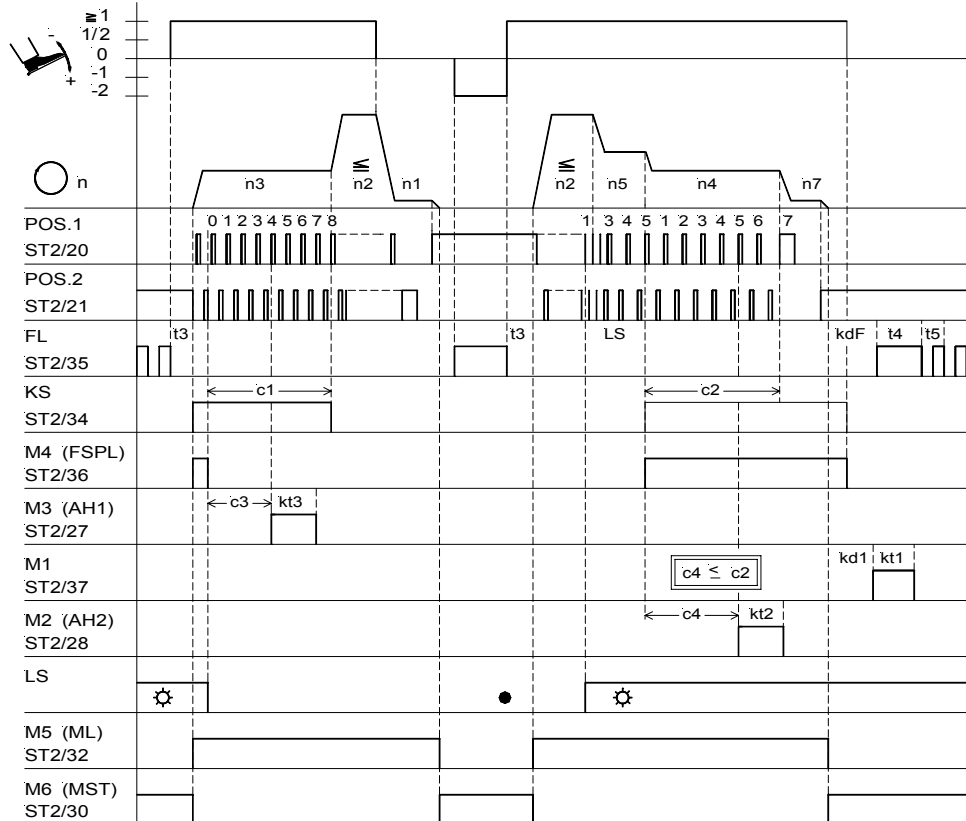 ≧1
1/2
0
-1
-2
-
+
n
n3
≦
n2
n1
≦
n2
n5
n4
n7
POS.1
ST2/20
0 1 2 3 4 5 6 7 8
1 3 4 5 1 2 3 4 5 6 7
POS.2
ST2/21
FL
ST2/35
t3
t3
LS
kdF
t4
t5
KS
ST2/34
c1
c2
M4 (FSPL)
ST2/36
M3 (AH1)
ST2/27
c3
kt3
M1
ST2/37
c4 ≤ c2
kd1
kt1
M2 (AH2)
ST2/28
c4
kt2
LS
M5 (ML)
ST2/32
M6 (MST)
ST2/30